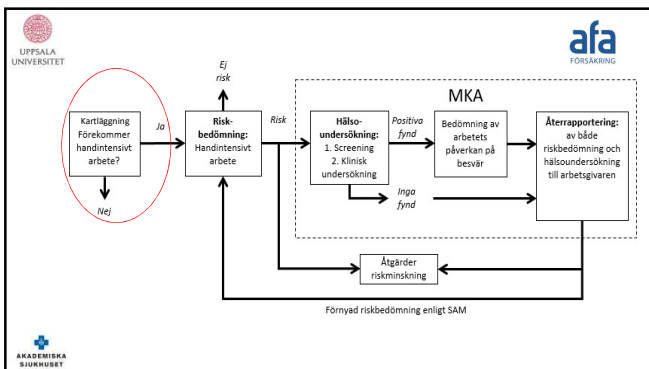 UPPSALA
UNIVERSITET
afa
FÖRSÄKRING
Ej
risk
MKA
Kartläggning
Förekommer
handintensivt
arbete?
Ja
Nej
Risk-
bedömning:
Handintensivt
arbete
Risk
Hälso-
undersökning:
1. Screening
2. Klinisk
undersökning
Positiva
fynd
Inga
fynd
Bedömning av
arbetets
påverkan på
besvär
Återrapportering:
av både
riskbedömning och
hälsoundersökning
till arbetsgivaren
Åtgärder
riskminskning
Förnyad riskbedömning enligt SAM
AKADEMISKA
SJUKHUSET